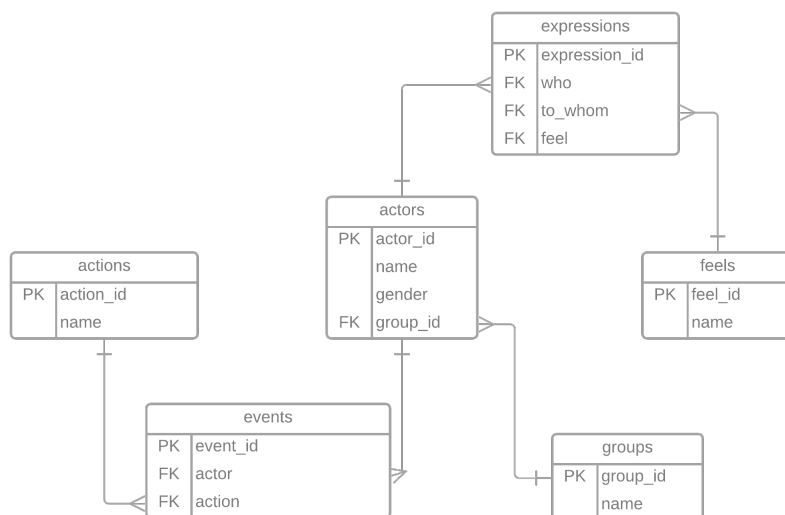 expressions
PK expression_id
FK who
FK to_whom
FK feel
actors
PK actor_id
name
gender
FK group_id
actions
PK action_id
name
feels
PK feel_id
name
events
PK event_id
FK actor
FK action
groups
PK group_id
name